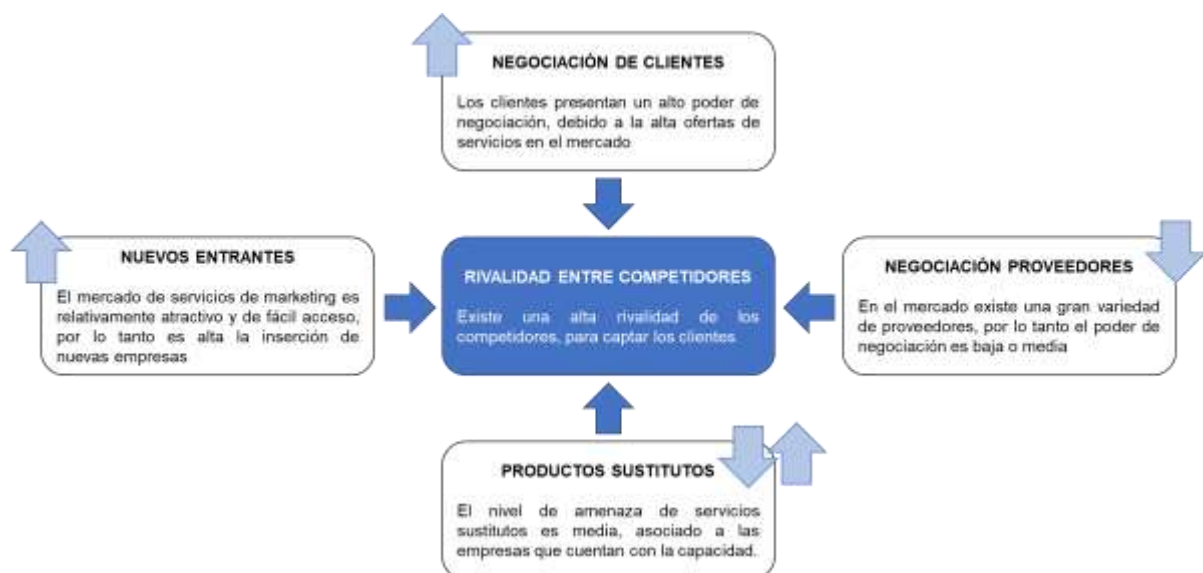 NEGOCIACIÓN DE CLIENTES
Los clientes presentan un alto poder de
negociación, debido a la alta ofertas de
servicios en el mercado
NUEVOS ENTRANTES
El mercado de servicios de marketing es
relativamente atractivo y de fácil acceso,
por lo tanto es alta la inserción de
nuevas empresas
RIVALIDAD ENTRE COMPETIDORES
Existe una alta rivalidad de los
competidores, para captar los clientes
NEGOCIACIÓN PROVEEDORES
En el mercado existe una gran variedad
de proveedores, por lo tanto el poder de
negociación es baja o media
PRODUCTOS SUSTITUTOS
El nivel de amenaza de servicios
sustitutos es media, asociado a las
empresas que cuentan con la capacidad.